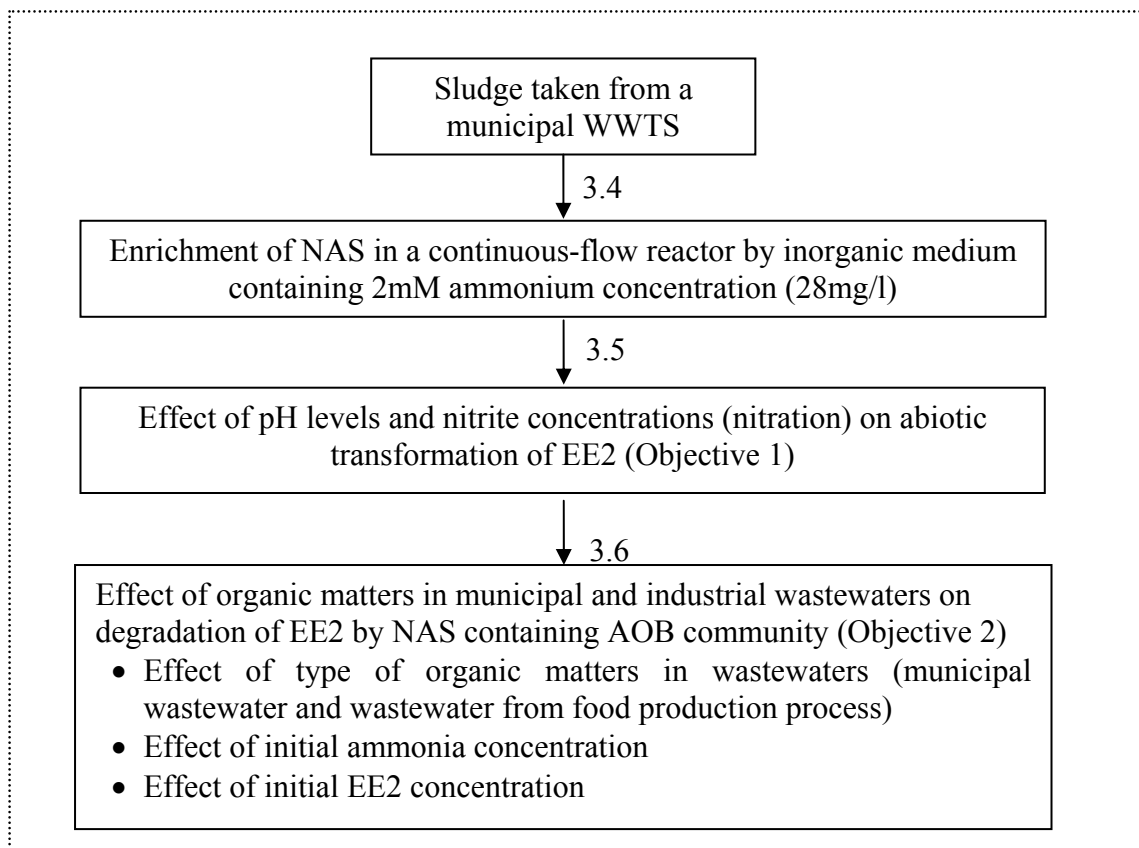 Sludge taken from a
municipal WWTS
3.4
Enrichment of NAS in a continuous-flow reactor by inorganic medium
containing 2mM ammonium concentration (28mg/l)
3.5
Effect of pH levels and nitrite concentrations (nitration) on abiotic
transformation of EE2 (Objective 1)
3.6
Effect of organic matters in municipal and industrial wastewaters on
degradation of EE2 by NAS containing AOB community (Objective 2)
• Effect of type of organic matters in wastewaters (municipal
wastewater and wastewater from food production process)
• Effect of initial ammonia concentration
• Effect of initial EE2 concentration